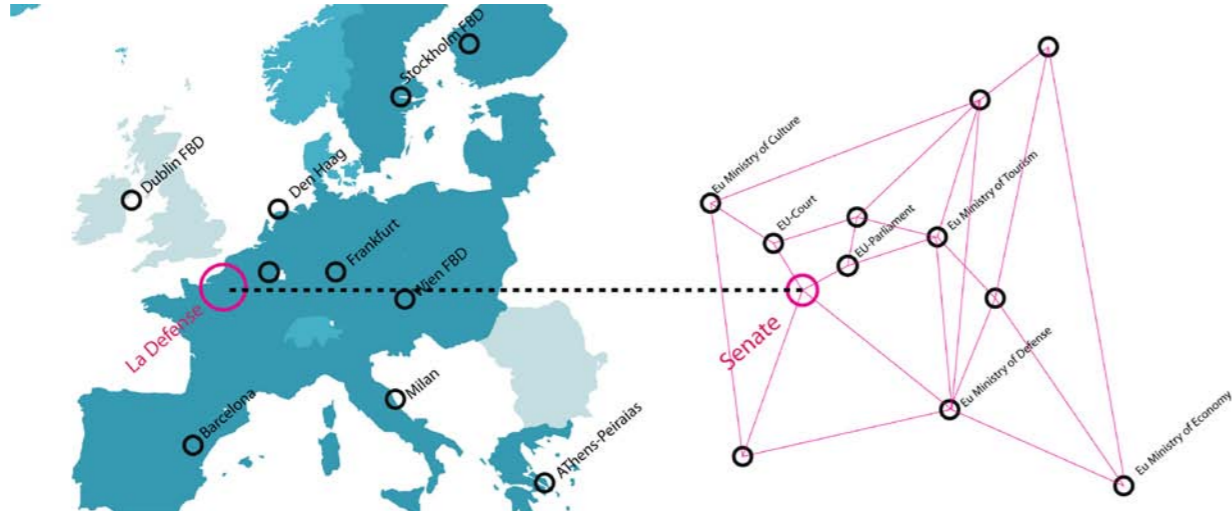 Stockholm FBD
Dublin FBD
Den Haag
Frankfurt
Wien FBD
La Defense
Milan
Barcelona
AThens-Peiraias
Eu Ministry of Culture
EU-Court
Eu Ministry of Tourism
EU-Parliament
Senate
Eu Ministry of Defense
Eu Ministry of Economy